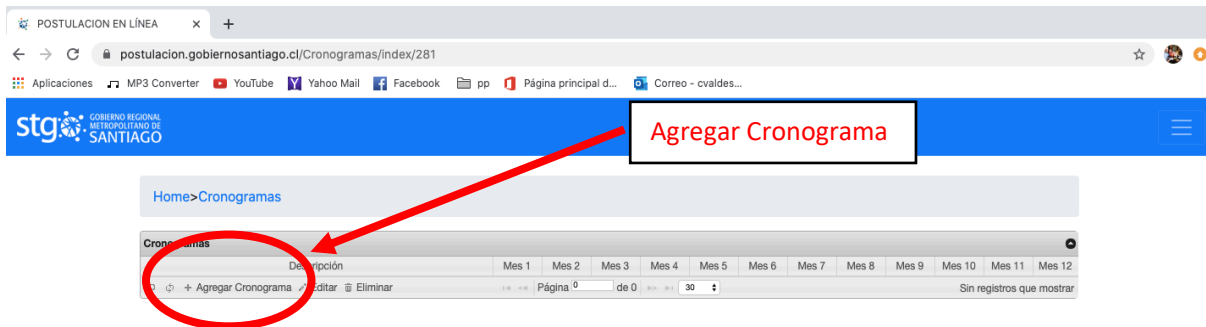 POSTULACION EN LÍNEA
postulacion.gobiernosantiago.cl/Cronogramas/index/281
Aplicaciones MP3 Converter YouTube Yahoo Mail Facebook pp Página principal d... Correo - cvaldes...
stg GOBIERNO REGIONAL
METROPOLITANO DE
SANTIAGO
Agregar Cronograma
Home>Cronogramas
Cronogramas
Descripción Mes 1 Mes 2 Mes 3 Mes 4 Mes 5 Mes 6 Mes 7 Mes 8 Mes 9 Mes 10 Mes 11 Mes 12
+ Agregar Cronograma Editar Eliminar Página 0 de 0 30 Sin registros que mostrar